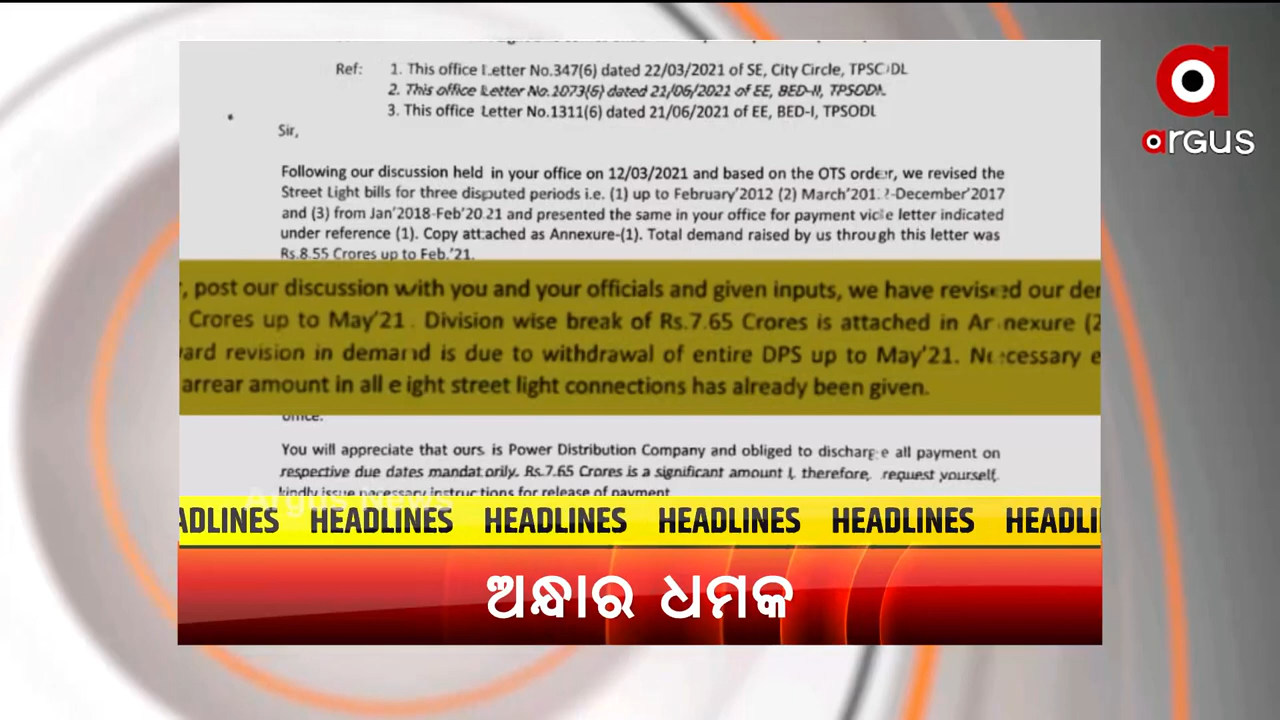 Ref: 1. This office Letter No.347(6) dated 22/03/2021 of SE, City Circle, TPSCODL
2. This office Letter No.1073(6) dated 21/06/2021 of EE, BED-II, TPSODL
3. This office Letter No.1311(6) dated 21/06/2021 of EE, BED-I, TPSODL
argus
Sir,
Following our discussion held in your office on 12/03/2021 and based on the OTS order, we revised the
Street Light bills for three disputed periods i.e. (1) up to February'2012 (2) March'2012-December'2017
and (3) from Jan'2018-Feb'2021 and presented the same in your office for payment vide letter indicated
under reference (1). Copy attached as Annexure-(1). Total demand raised by us through this letter was
Rs.8.55 Crores up to Feb.'21.
, post our discussion with you and your officials and given inputs, we have revised our der
Crores up to May'21. Division wise break of Rs.7.65 Crores is attached in Annexure (2
ard revision in demand is due to withdrawal of entire DPS up to May'21. Necessary e
arrear amount in all eight street light connections has already been given.
office.
You will appreciate that ours is Power Distribution Company and obliged to discharge all payment on
respective due dates mandatorily. Rs.7.65 Crores is a significant amount I, therefore, request yourself,
kindly issue necessary instructions for release of payment
Argus News
ADLINES HEADLINES HEADLINES HEADLINES HEADLINES HEADLI
ଅନ୍ଧାର ଧମକ